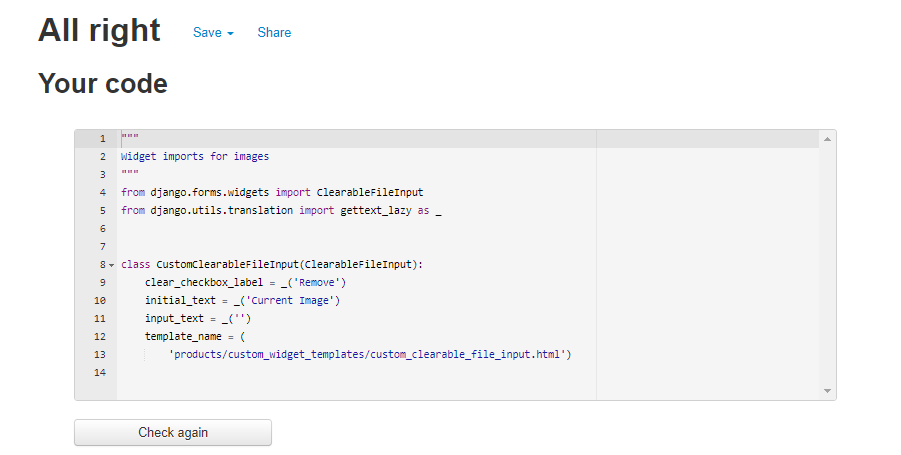 All right Save Share
Your code
1 """
2 Widget imports for images
3 """
4 from django.forms.widgets import ClearableFileInput
5 from django.utils.translation import gettext_lazy as _
6
7
8 class CustomClearableFileInput(ClearableFileInput):
9 clear_checkbox_label = _('Remove')
10 initial_text = _('Current Image')
11 input_text = _('')
12 template_name = (
13 'products/custom_widget_templates/custom_clearable_file_input.html')
14
Check again